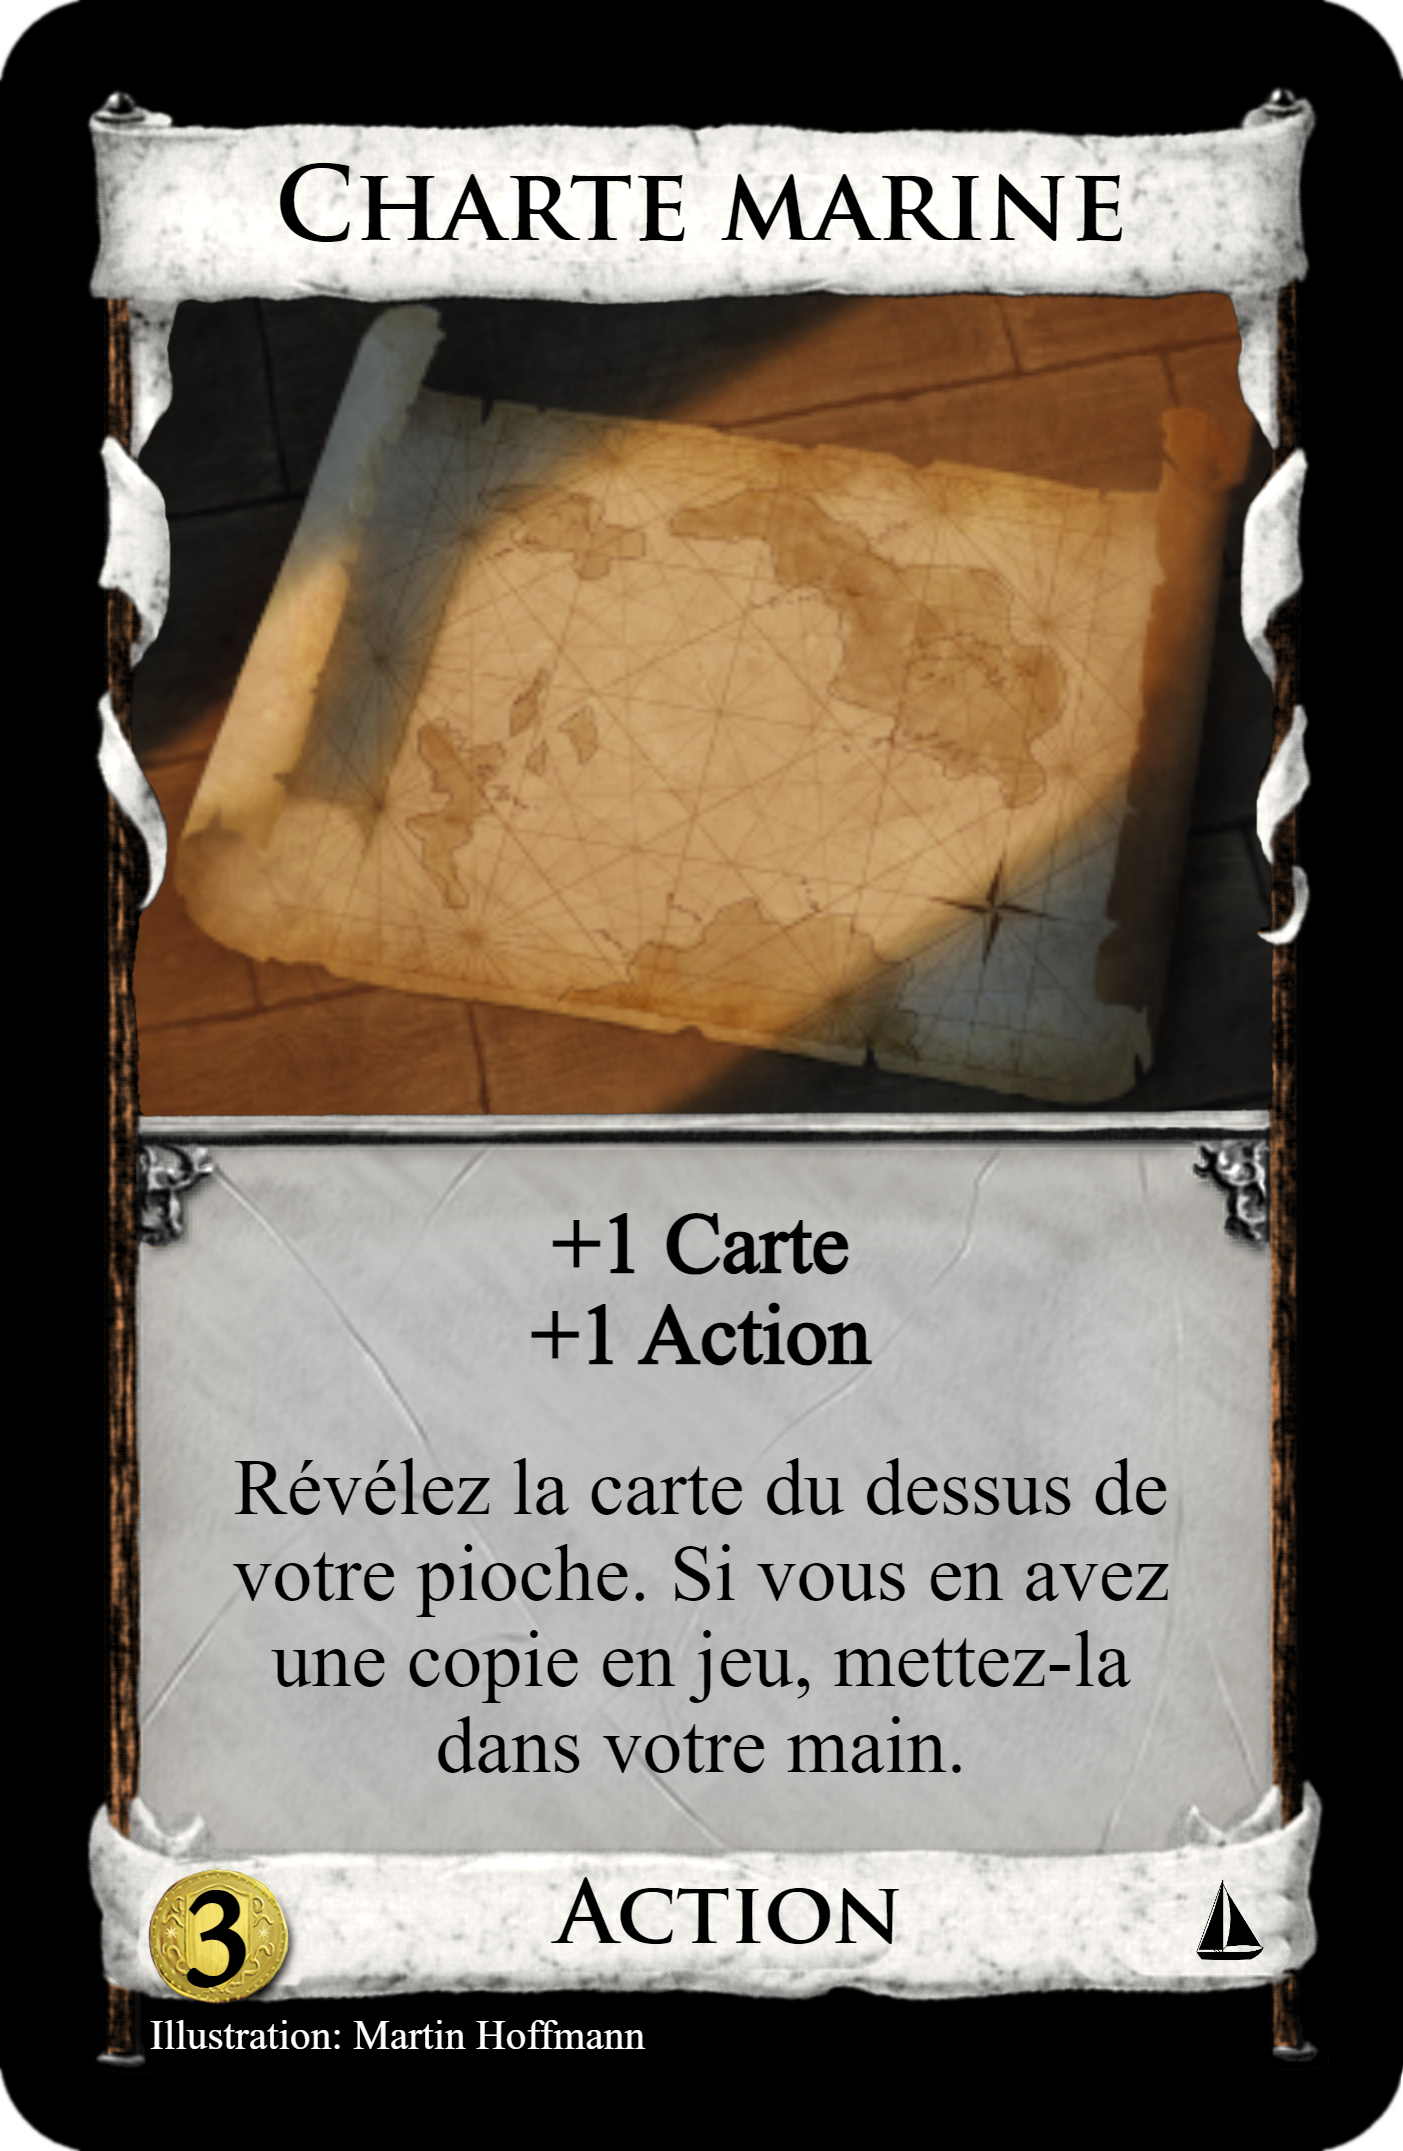 Charte marine
+1 Carte
+1 Action
Révélez la carte du dessus de
votre pioche. Si vous en avez
une copie en jeu, mettez-la
dans votre main.
3
Action
Illustration: Martin Hoffmann